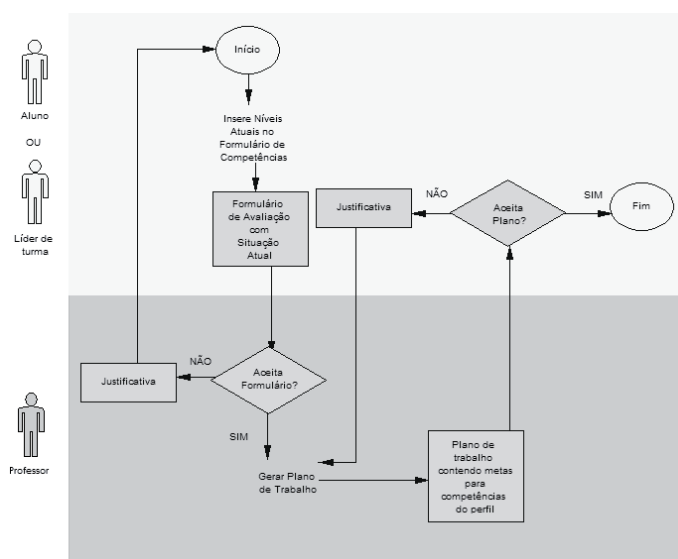 Aluno
OU
Líder de
turma
Professor
Início
Insere Níveis
Atuais no
Formulário de
Competências
Formulário
de Avaliação
com
Situação
Atual
Justificativa
NÃO
Aceita
Plano?
SIM
Fim
Justificativa
NÃO
Aceita
Formulário?
SIM
Gerar Plano
de Trabalho
Plano de
trabalho
contendo metas
para
competências
do perfil